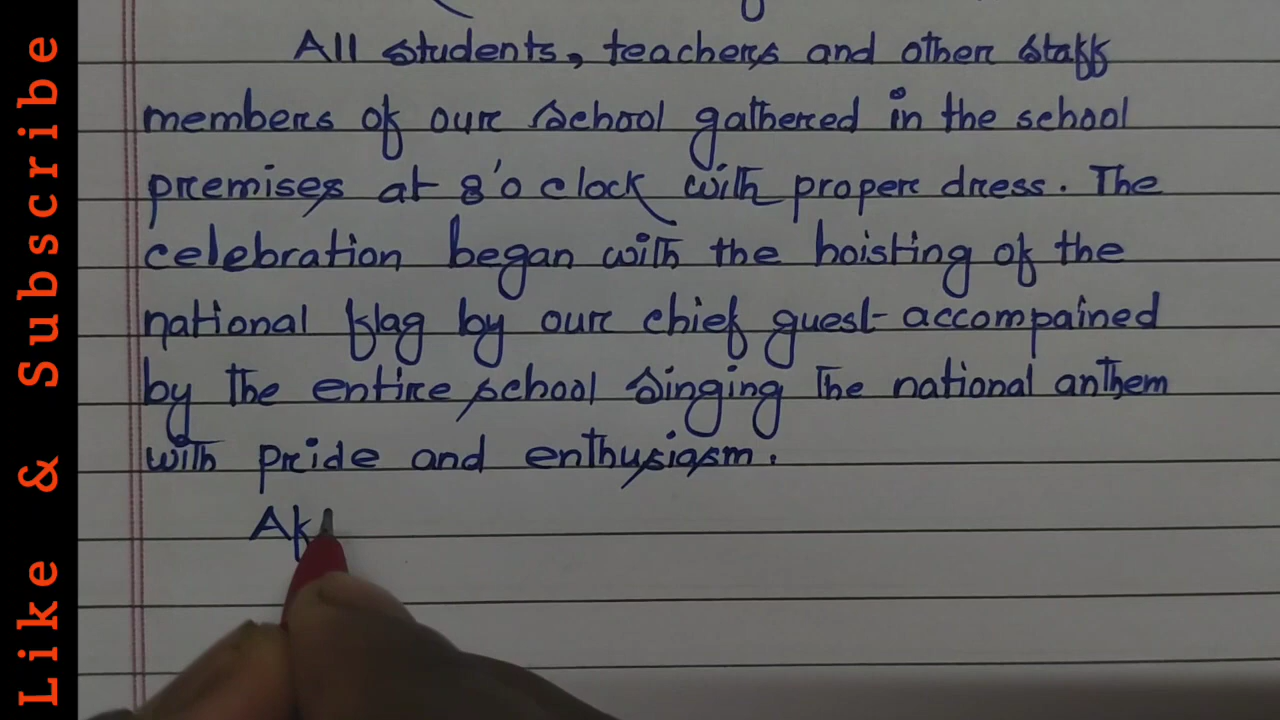 Like & Subscribe
All students, teachers and other staff
members of our school gathered in the school
premises at 8'o clock with proper dress. The
celebration began with the hoisting of the
national flag by our chief guest accompained
by the entire school singing the national anthem
with pride and enthusiasm.
Af